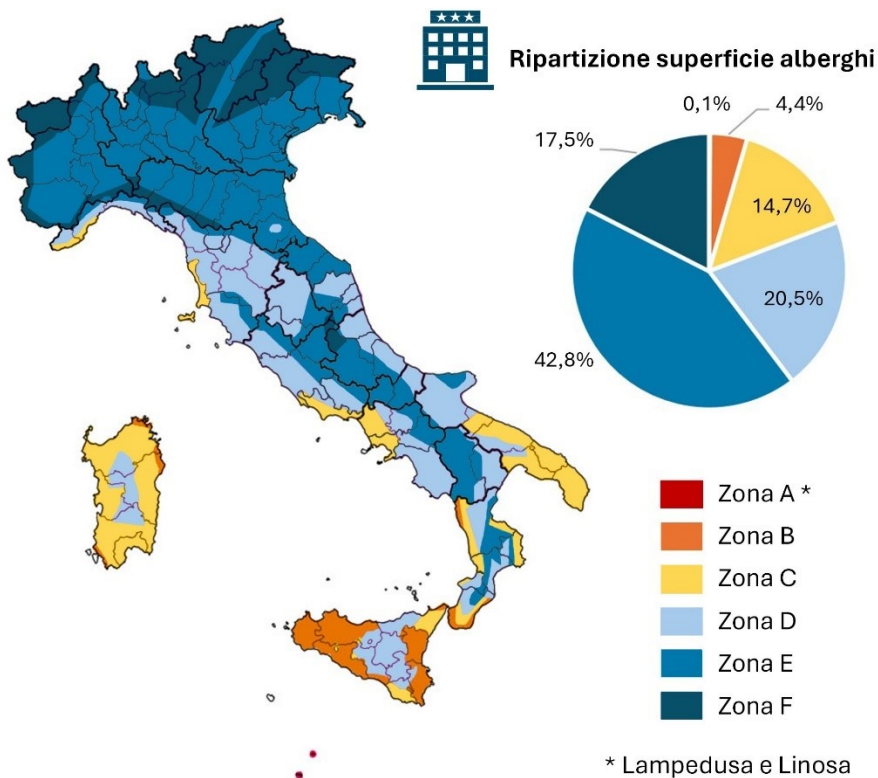 Ripartizione superficie alberghi
0,1%
4,4%
17,5%
14,7%
20,5%
42,8%
Zona A *
Zona B
Zona C
Zona D
Zona E
Zona F
* Lampedusa e Linosa